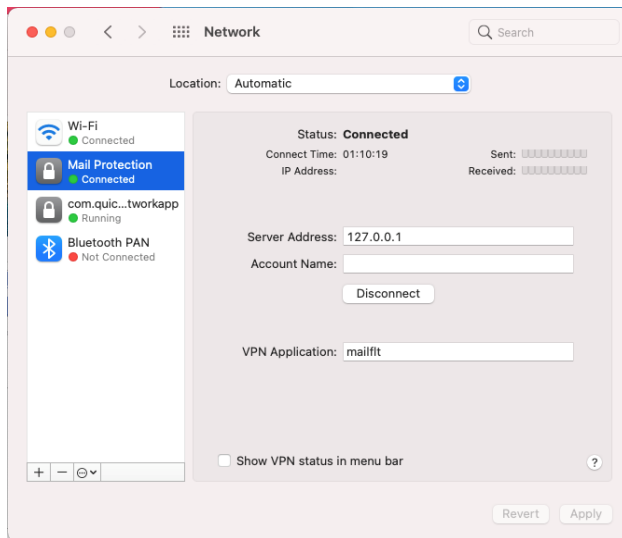 Network
Search
Location: Automatic
Wi-Fi
Connected
Mail Protection
Connected
com.quic...tworkapp
Running
Bluetooth PAN
Not Connected
Status: Connected
Connect Time: 01:10:19 Sent:
IP Address: Received:
Server Address: 127.0.0.1
Account Name:
Disconnect
VPN Application: mailflt
Show VPN status in menu bar
?
Revert Apply